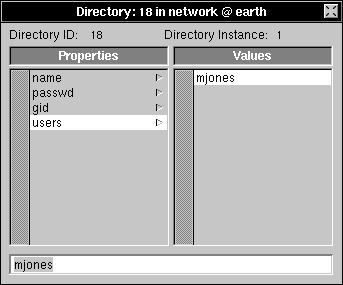 Directory: 18 in network @ earth
Directory ID: 18 Directory Instance: 1
Properties Values
name mjones
passwd
gid
users
mjones